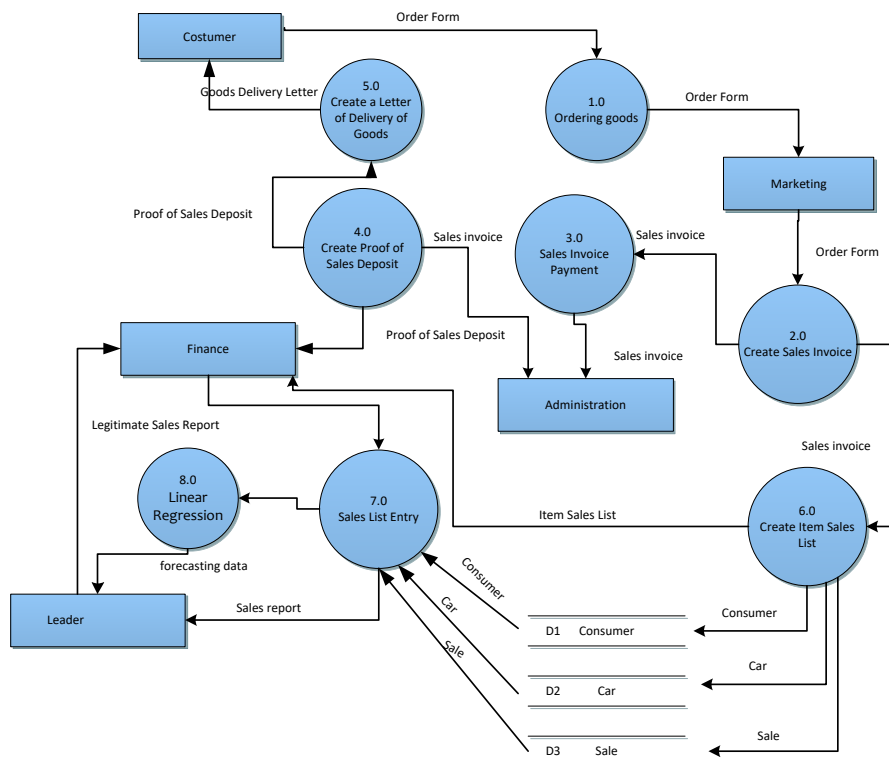 Order Form
Costumer
Goods Delivery Letter
5.0
Create a Letter
of Delivery of
Goods
1.0
Ordering goods
Order Form
Marketing
Proof of Sales Deposit
4.0
Create Proof of
Sales Deposit
Sales invoice
3.0
Sales Invoice
Payment
Sales invoice
Order Form
2.0
Create Sales Invoice
Proof of Sales Deposit
Finance
Sales invoice
Administration
Legitimate Sales Report
Sales invoice
8.0
Linear
Regression
7.0
Sales List Entry
Item Sales List
6.0
Create Item Sales
List
forecasting data
Leader
Sales report
Consumer
Car
Sale
D1 Consumer
Consumer
D2 Car
Car
D3 Sale
Sale